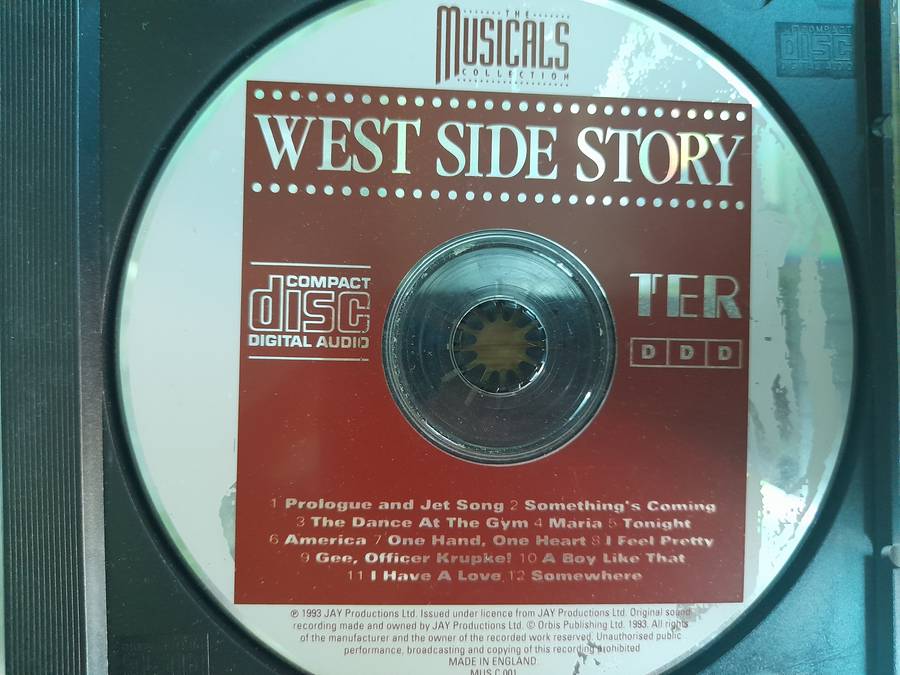 THE
MUSICALS
COLLECTION
WEST SIDE STORY
COMPACT
disc
DIGITAL AUDIO
TER
D D D
1 Prologue and Jet Song 2 Something's Coming
3 The Dance At The Gym 4 Maria 5 Tonight
6 America 7 One Hand, One Heart 8 I Feel Pretty
9 Gee, Officer Krupke! 10 A Boy Like That
11 I Have A Love 12 Somewhere
℗ 1993 JAY Productions Ltd. Issued under licence from JAY Productions Ltd. Original sound
recording made and owned by JAY Productions Ltd. © Orbis Publishing Ltd. 1993. All rights
of the manufacturer and the owner of the recorded work reserved. Unauthorised public
performance, broadcasting and copying of this recording prohibited
MADE IN ENGLAND
MUS C 001
COMPACT
disc